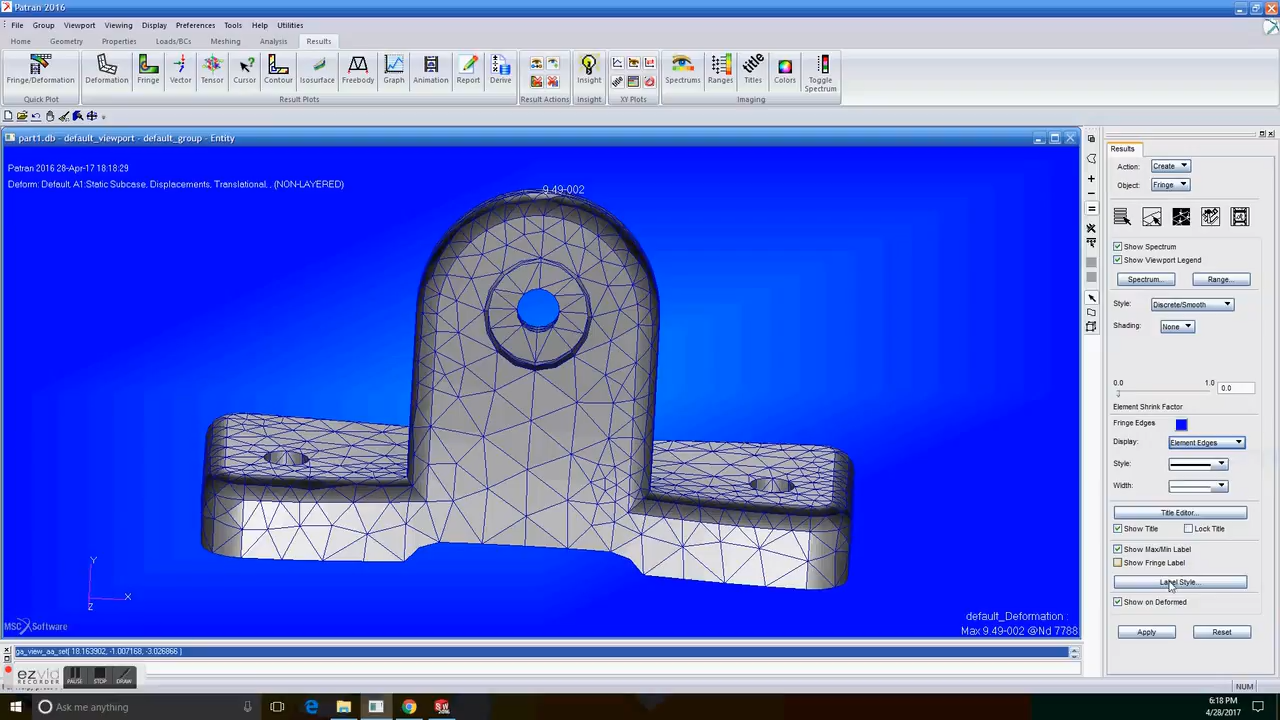 Patran 2016
File Group Viewport Viewing Display Preferences Tools Help Utilities
Home Geometry Properties Loads/BCs Meshing Analysis Results
Fringe/Deformation Deformation Fringe Vector Tensor Cursor Contour Isosurface Freebody Graph Animation Report Derive Insight Spectrums Ranges Titles Colors Toggle Spectrum
Quick Plot Result Plots Result Actions Insight XY Plots Imaging
part1.db - default_viewport - default_group - Entity
Patran 2016 28-Apr-17 18:18:29
Deform: Default, A1:Static Subcase, Displacements, Translational, , (NON-LAYERED)
9.49-002
Y
X
Z
MSC Software
default_Deformation :
Max 9.49-002 @Nd 7788
Results
Action: Create
Object: Fringe
Show Spectrum
Show Viewport Legend
Spectrum... Range...
Style: Discrete/Smooth
Shading: None
0.0 1.0 0.0
Element Shrink Factor
Fringe Edges
Display: Element Edges
Style:
Width:
Title Editor...
Show Title Lock Title
Show Max/Min Label
Show Fringe Label
Label Style...
Show on Deformed
Apply Reset
ga_view_aa_set( 18.163902, -1.007168, -3.026866 )
ezvid
RECORDER
PAUSE STOP DRAW
NUM
Ask me anything
6:18 PM
4/28/2017